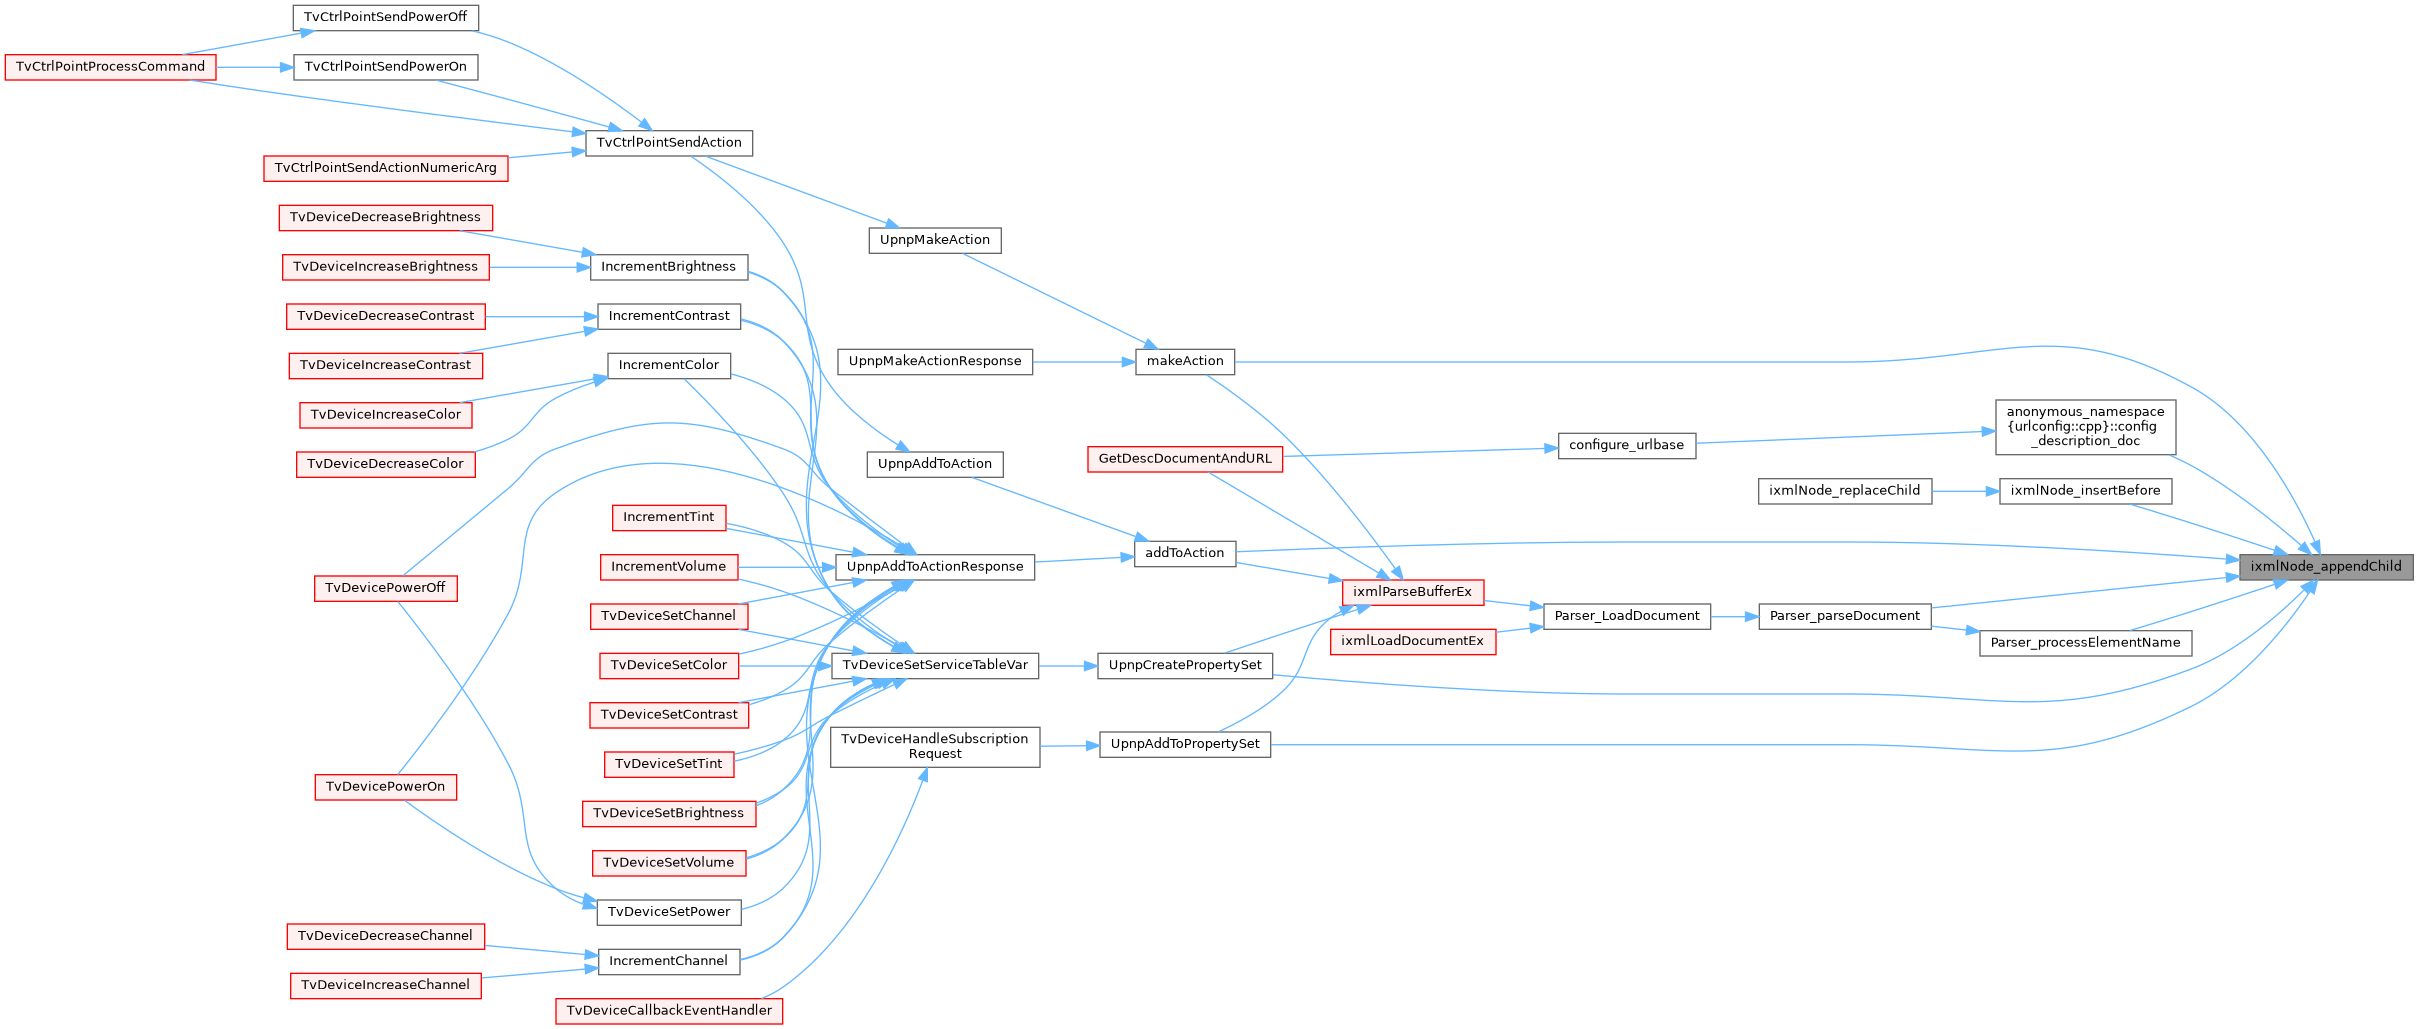 TvCtrlPointSendPowerOff
TvCtrlPointProcessCommand
TvCtrlPointSendPowerOn
TvCtrlPointSendAction
TvCtrlPointSendActionNumericArg
TvDeviceDecreaseBrightness
UpnpMakeAction
TvDeviceIncreaseBrightness
IncrementBrightness
TvDeviceDecreaseContrast
IncrementContrast
TvDeviceIncreaseContrast
IncrementColor
UpnpMakeActionResponse
makeAction
TvDeviceIncreaseColor
anonymous_namespace
{urlconfig::cpp}::config
_description_doc
configure_urlbase
GetDescDocumentAndURL
TvDeviceDecreaseColor
UpnpAddToAction
ixmlNode_replaceChild
ixmlNode_insertBefore
IncrementTint
addToAction
IncrementVolume
UpnpAddToActionResponse
ixmlNode_appendChild
TvDevicePowerOff
ixmlParseBufferEx
TvDeviceSetChannel
Parser_LoadDocument
Parser_parseDocument
ixmlLoadDocumentEx
Parser_processElementName
TvDeviceSetColor
TvDeviceSetServiceTableVar
UpnpCreatePropertySet
TvDeviceSetContrast
TvDeviceHandleSubscription
Request
UpnpAddToPropertySet
TvDeviceSetTint
TvDevicePowerOn
TvDeviceSetBrightness
TvDeviceSetVolume
TvDeviceSetPower
TvDeviceDecreaseChannel
IncrementChannel
TvDeviceIncreaseChannel
TvDeviceCallbackEventHandler